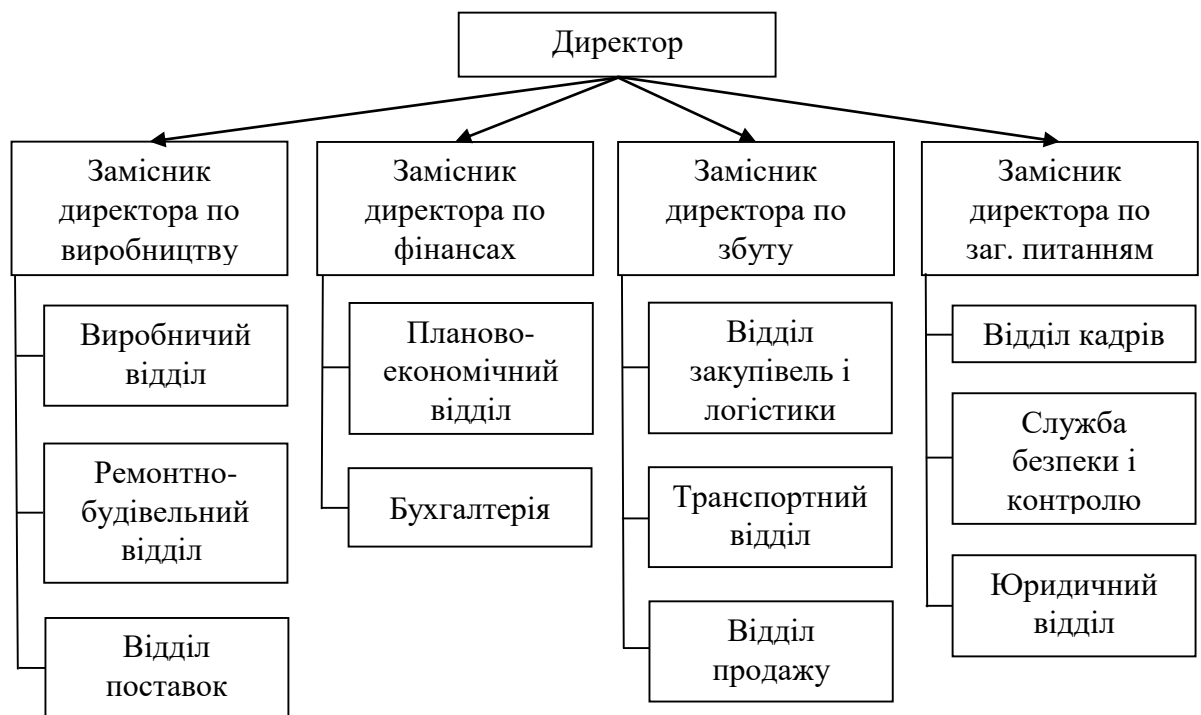 Директор
Замісник
директора по
виробництву
Замісник
директора по
фінансах
Замісник
директора по
збуту
Замісник
директора по
заг. питанням
Виробничий
відділ
Ремонтно-
будівельний
відділ
Відділ
поставок
Планово-
економічний
відділ
Бухгалтерія
Відділ
закупівель і
логістики
Транспортний
відділ
Відділ
продажу
Відділ кадрів
Служба
безпеки і
контролю
Юридичний
відділ